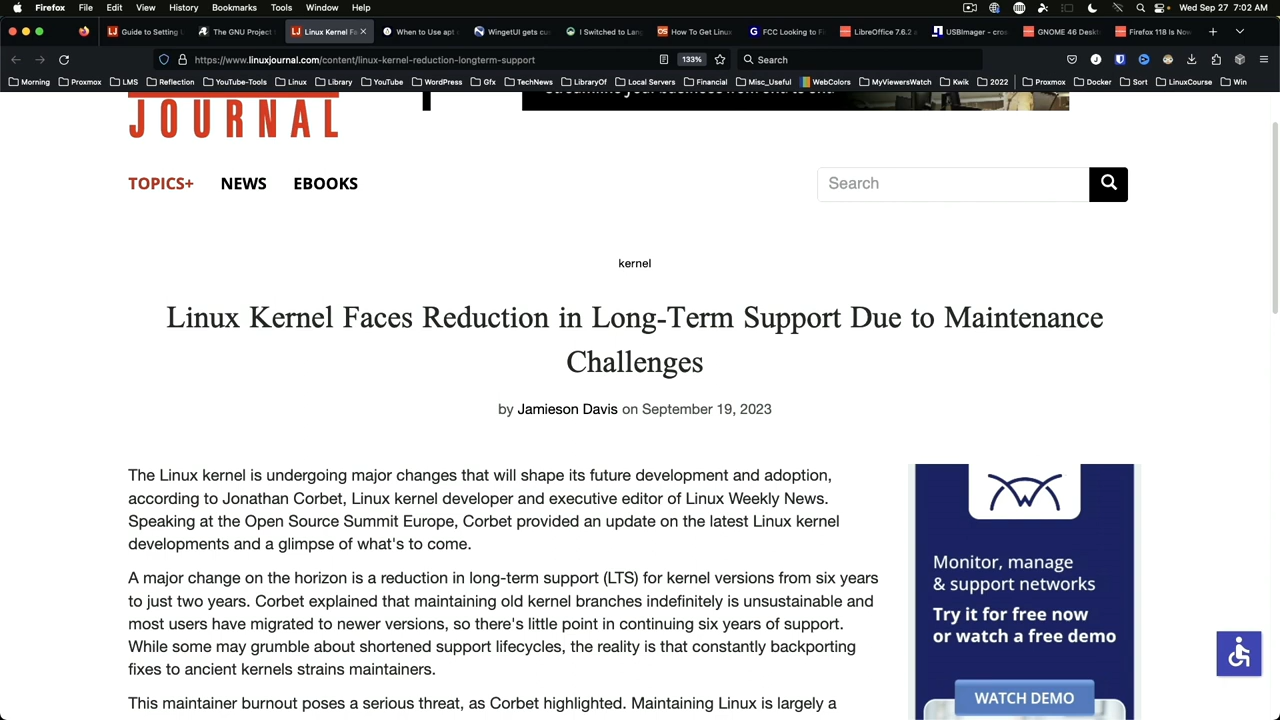 Firefox File Edit View History Bookmarks Tools Window Help Wed Sep 27 7:02 AM
Guide to Setting U The GNU Project Linux Kernel Fa When to Use apt WingetUI gets cu I Switched to Lan How To Get Linux FCC Looking to Fi LibreOffice 7.6.2 a USBImager - cros GNOME 46 Deskt Firefox 118 Is Now
https://www.linuxjournal.com/content/linux-kernel-reduction-longterm-support 133% Search
Morning Proxmox LMS Reflection YouTube-Tools Linux Library YouTube WordPress Gfx TechNews LibraryOf Local Servers Financial Misc_Useful WebColors MyViewersWatch Kwik 2022 Proxmox Docker Sort LinuxCourse Win
JOURNAL
TOPICS+ NEWS EBOOKS
Search
kernel
Linux Kernel Faces Reduction in Long-Term Support Due to Maintenance
Challenges
by Jamieson Davis on September 19, 2023
The Linux kernel is undergoing major changes that will shape its future development and adoption,
according to Jonathan Corbet, Linux kernel developer and executive editor of Linux Weekly News.
Speaking at the Open Source Summit Europe, Corbet provided an update on the latest Linux kernel
developments and a glimpse of what's to come.
A major change on the horizon is a reduction in long-term support (LTS) for kernel versions from six years
to just two years. Corbet explained that maintaining old kernel branches indefinitely is unsustainable and
most users have migrated to newer versions, so there's little point in continuing six years of support.
While some may grumble about shortened support lifecycles, the reality is that constantly backporting
fixes to ancient kernels strains maintainers.
This maintainer burnout poses a serious threat, as Corbet highlighted. Maintaining Linux is largely a
Monitor, manage
& support networks
Try it for free now
or watch a free demo
WATCH DEMO